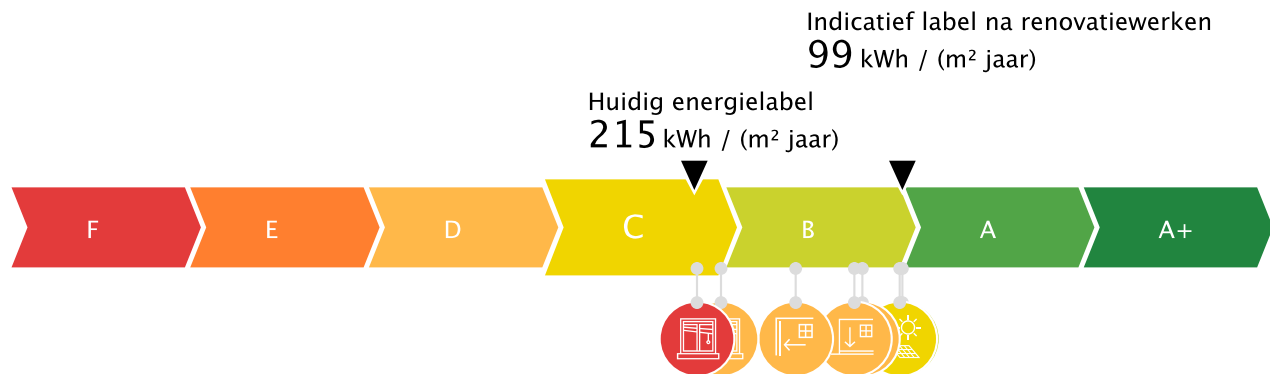 Indicatief label na renovatiewerken
99 kWh / (m² jaar)
Huidig energielabel
215 kWh / (m² jaar)
F E D C B A A+